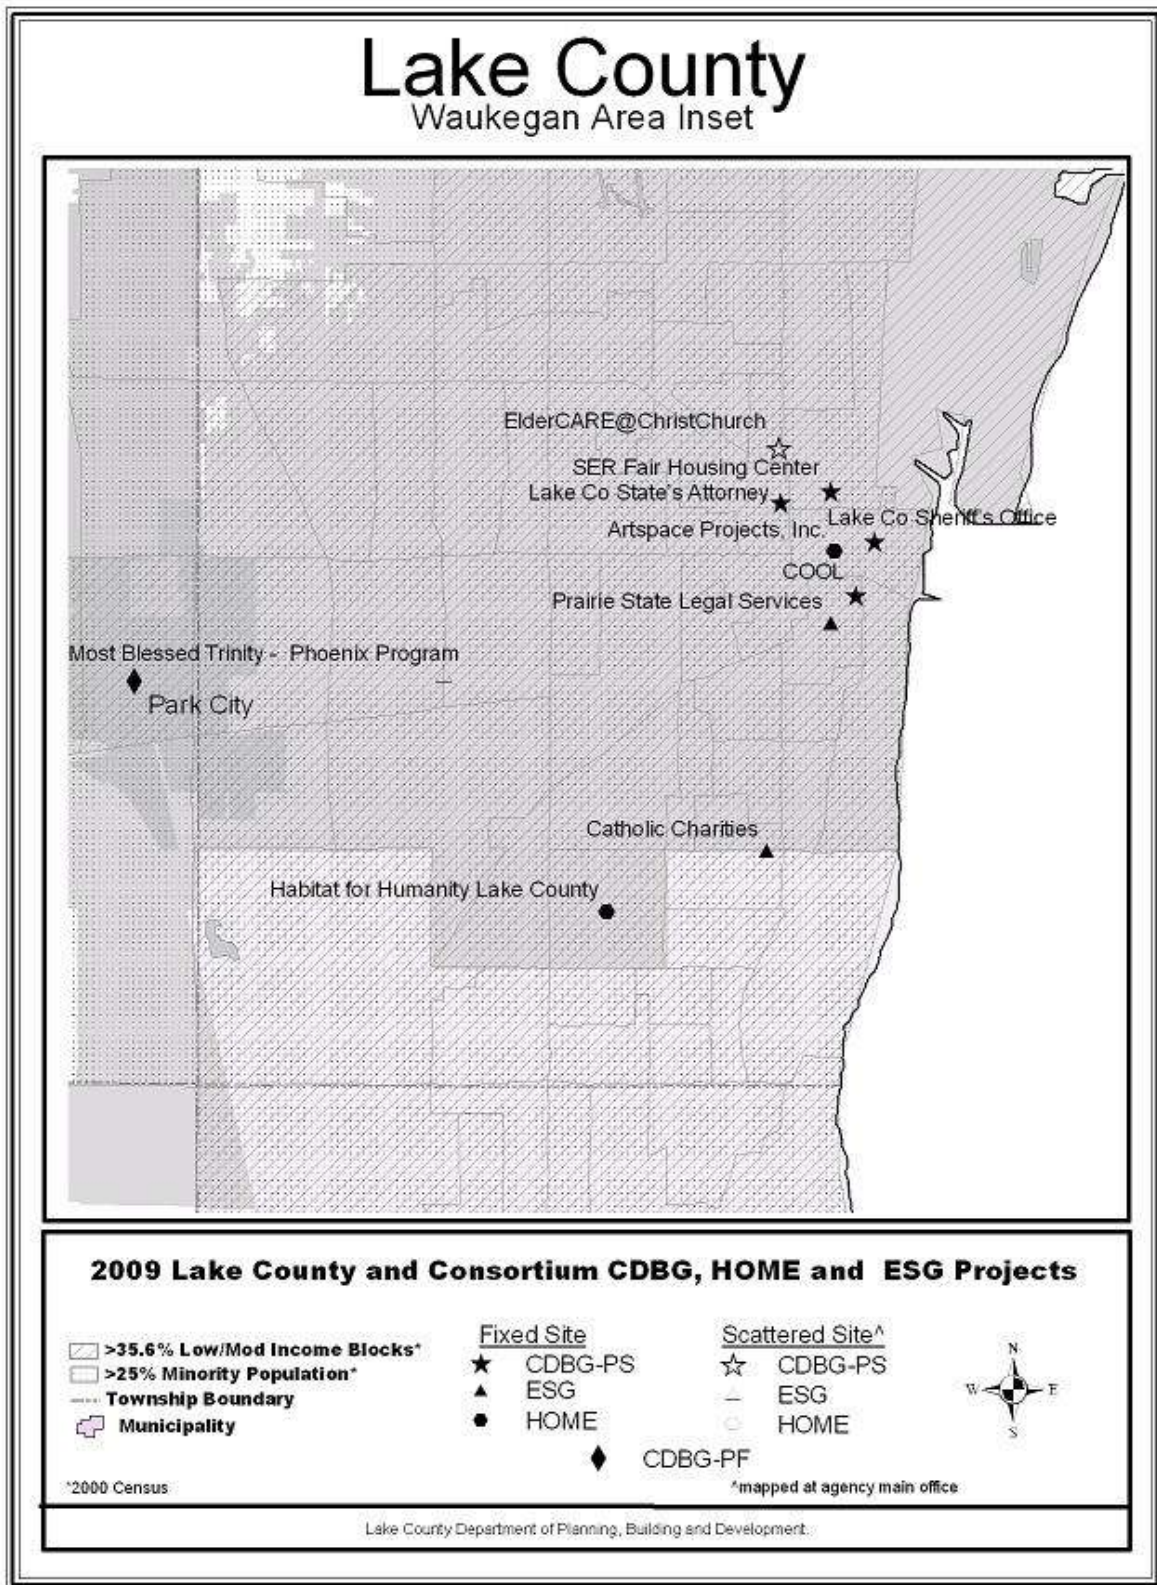 Lake County
Waukegan Area Inset
ElderCARE@ChristChurch
SER Fair Housing Center
Lake Co State's Attorney
Lake Co Sheriff's Office
Artspace Projects, Inc.
COOL
Prairie State Legal Services
Most Blessed Trinity - Phoenix Program
Park City
Catholic Charities
Habitat for Humanity Lake County
2009 Lake County and Consortium CDBG, HOME and ESG Projects
>35.6% Low/Mod Income Blocks*
>25% Minority Population*
Township Boundary
Municipality
*2000 Census
Fixed Site
CDBG-PS
ESG
HOME
Scattered Site^
CDBG-PS
ESG
HOME
CDBG-PF
^mapped at agency main office
N
W E
S
Lake County Department of Planning, Building and Development.